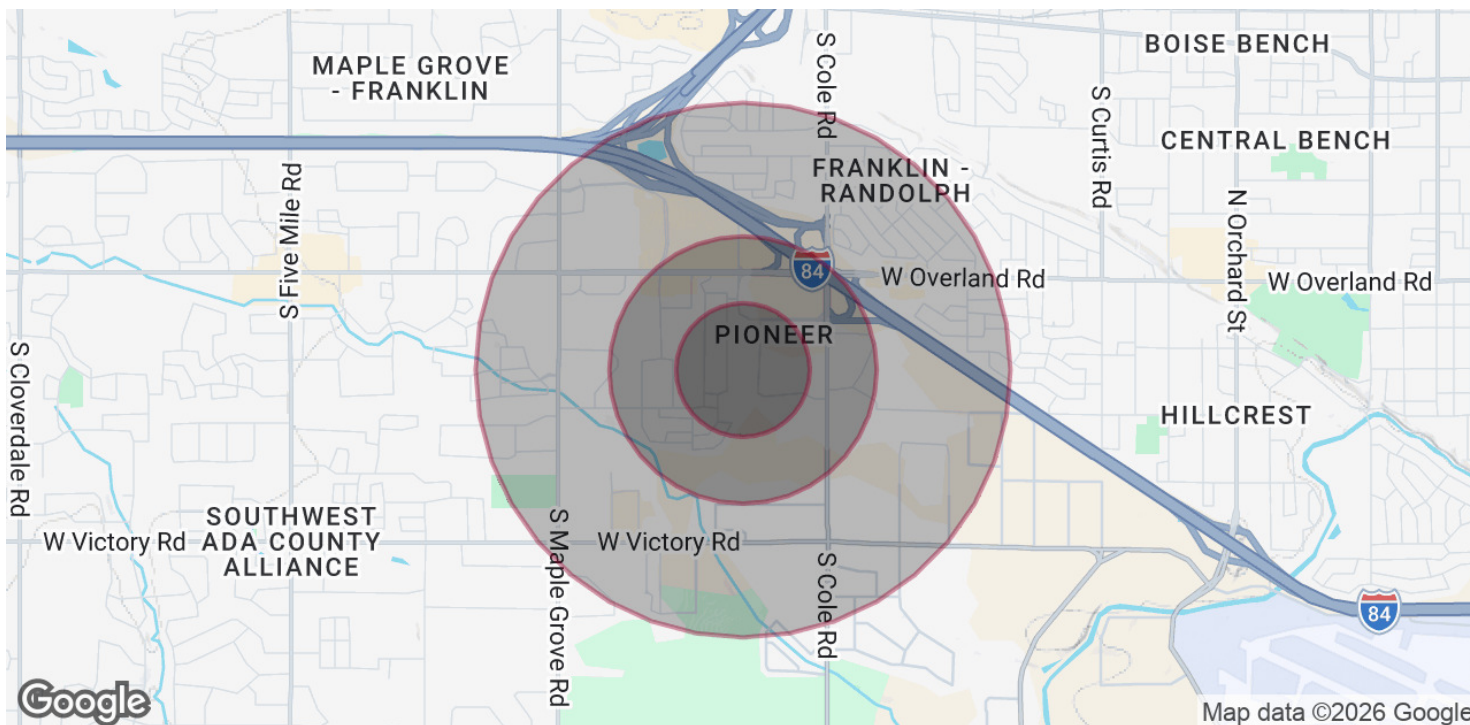 BOISE BENCH
MAPLE GROVE
- FRANKLIN
S Cole Rd
S Curtis Rd
CENTRAL BENCH
FRANKLIN -
RANDOLPH
S Five Mile Rd
N Orchard St
84
W Overland Rd
W Overland Rd
PIONEER
S Cloverdale Rd
HILLCREST
SOUTHWEST
ADA COUNTY
ALLIANCE
W Victory Rd
S Maple Grove Rd
W Victory Rd
S Cole Rd
84
Google
Map data ©2026 Google